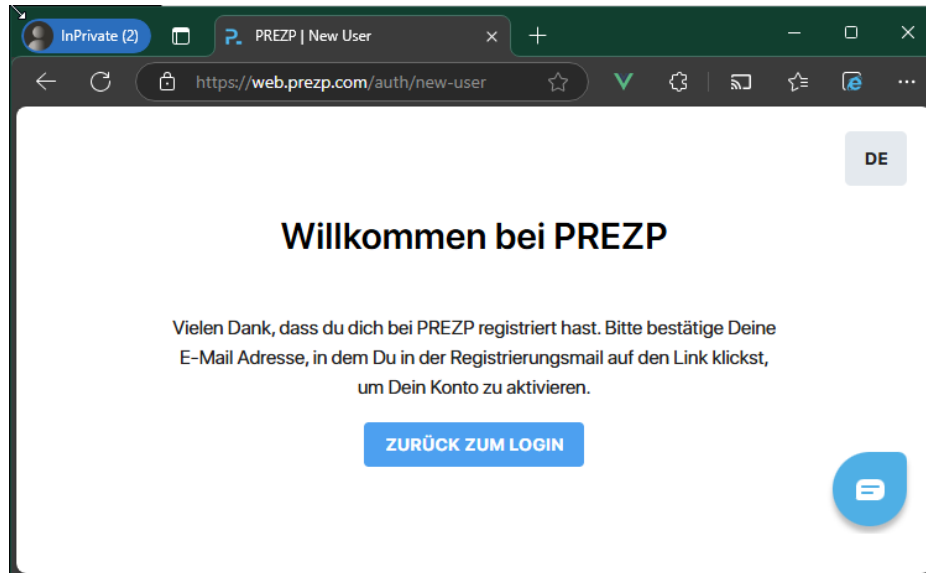 InPrivate (2)
PREZP | New User
https://web.prezp.com/auth/new-user
DE
Willkommen bei PREZP
Vielen Dank, dass du dich bei PREZP registriert hast. Bitte bestätige Deine
E-Mail Adresse, in dem Du in der Registrierungsmail auf den Link klickst,
um Dein Konto zu aktivieren.
ZURÜCK ZUM LOGIN